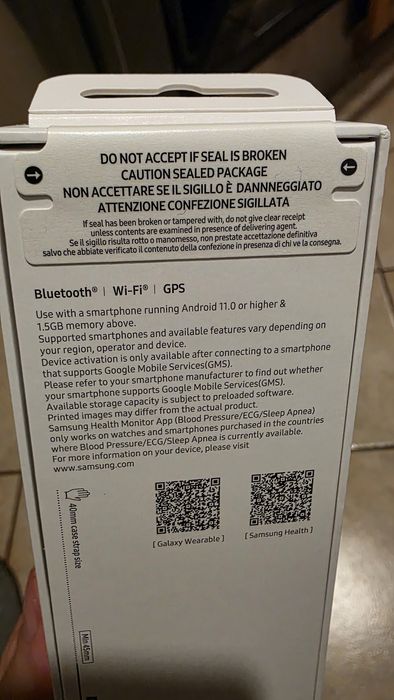 DO NOT ACCEPT IF SEAL IS BROKEN
CAUTION SEALED PACKAGE
NON ACCETTARE SE IL SIGILLO È DANNNEGGIATO
ATTENZIONE CONFEZIONE SIGILLATA
If seal has been broken or tampered with, do not give clear receipt
unless contents are examined in presence of delivering agent.
Se il sigillo risulta rotto o manomesso, non prestate accettazione definitiva
salvo che abbiate verificato il contenuto della confezione in presenza di chi ve la consegna.
Bluetooth® | Wi-Fi® | GPS
Use with a smartphone running Android 11.0 or higher &
1.5GB memory above.
Supported smartphones and available features vary depending on
your region, operator and device.
Device activation is only available after connecting to a smartphone
that supports Google Mobile Services(GMS).
Please refer to your smartphone manufacturer to find out whether
your smartphone supports Google Mobile Services(GMS).
Available storage capacity is subject to preloaded software.
Printed images may differ from the actual product.
Samsung Health Monitor App (Blood Pressure/ECG/Sleep Apnea)
only works on watches and smartphones purchased in the countries
where Blood Pressure/ECG/Sleep Apnea is currently available.
For more information on your device, please visit
www.samsung.com
[ Galaxy Wearable ] [ Samsung Health ]
40mm case strap size